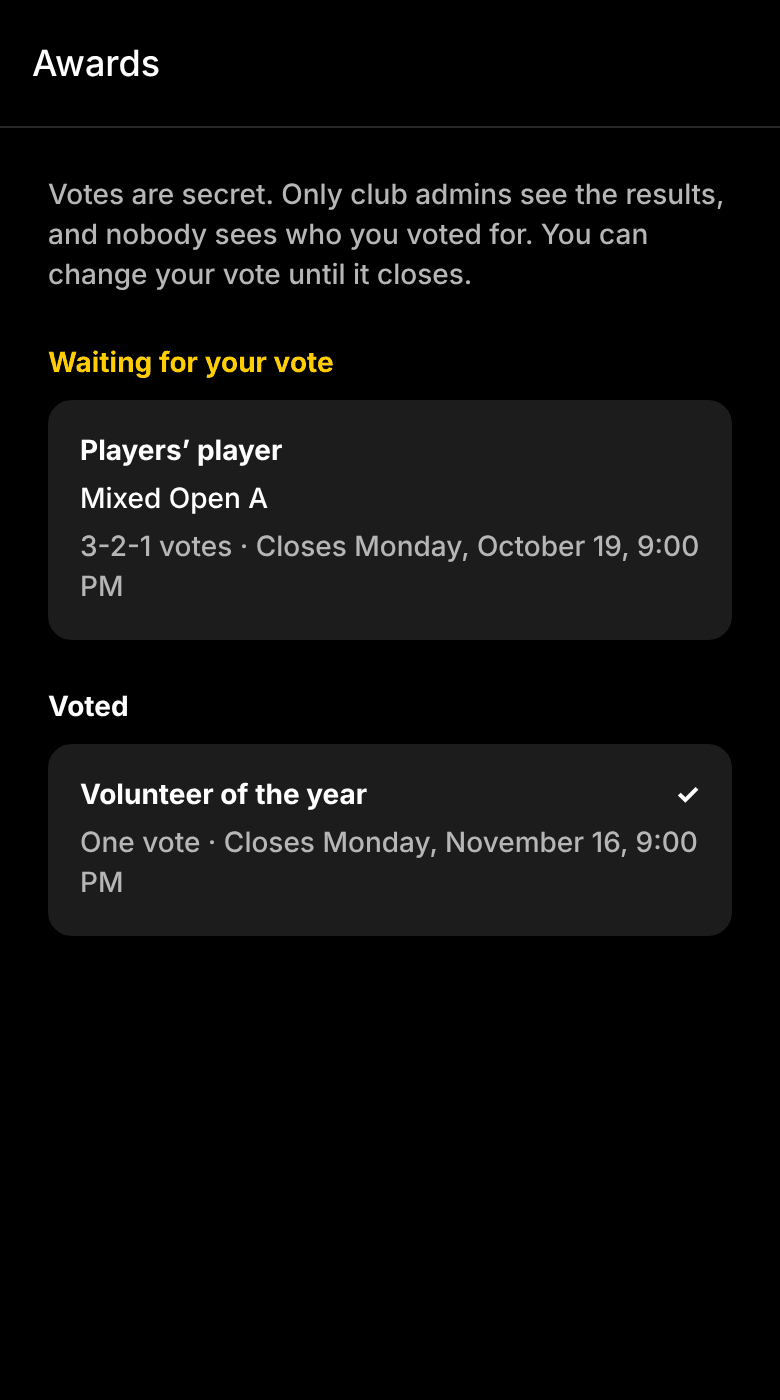 Awards
Votes are secret. Only club admins see the results,
and nobody sees who you voted for. You can
change your vote until it closes.
Waiting for your vote
Players’ player
Mixed Open A
3-2-1 votes · Closes Monday, October 19, 9:00
PM
Voted
Volunteer of the year
One vote · Closes Monday, November 16, 9:00
PM